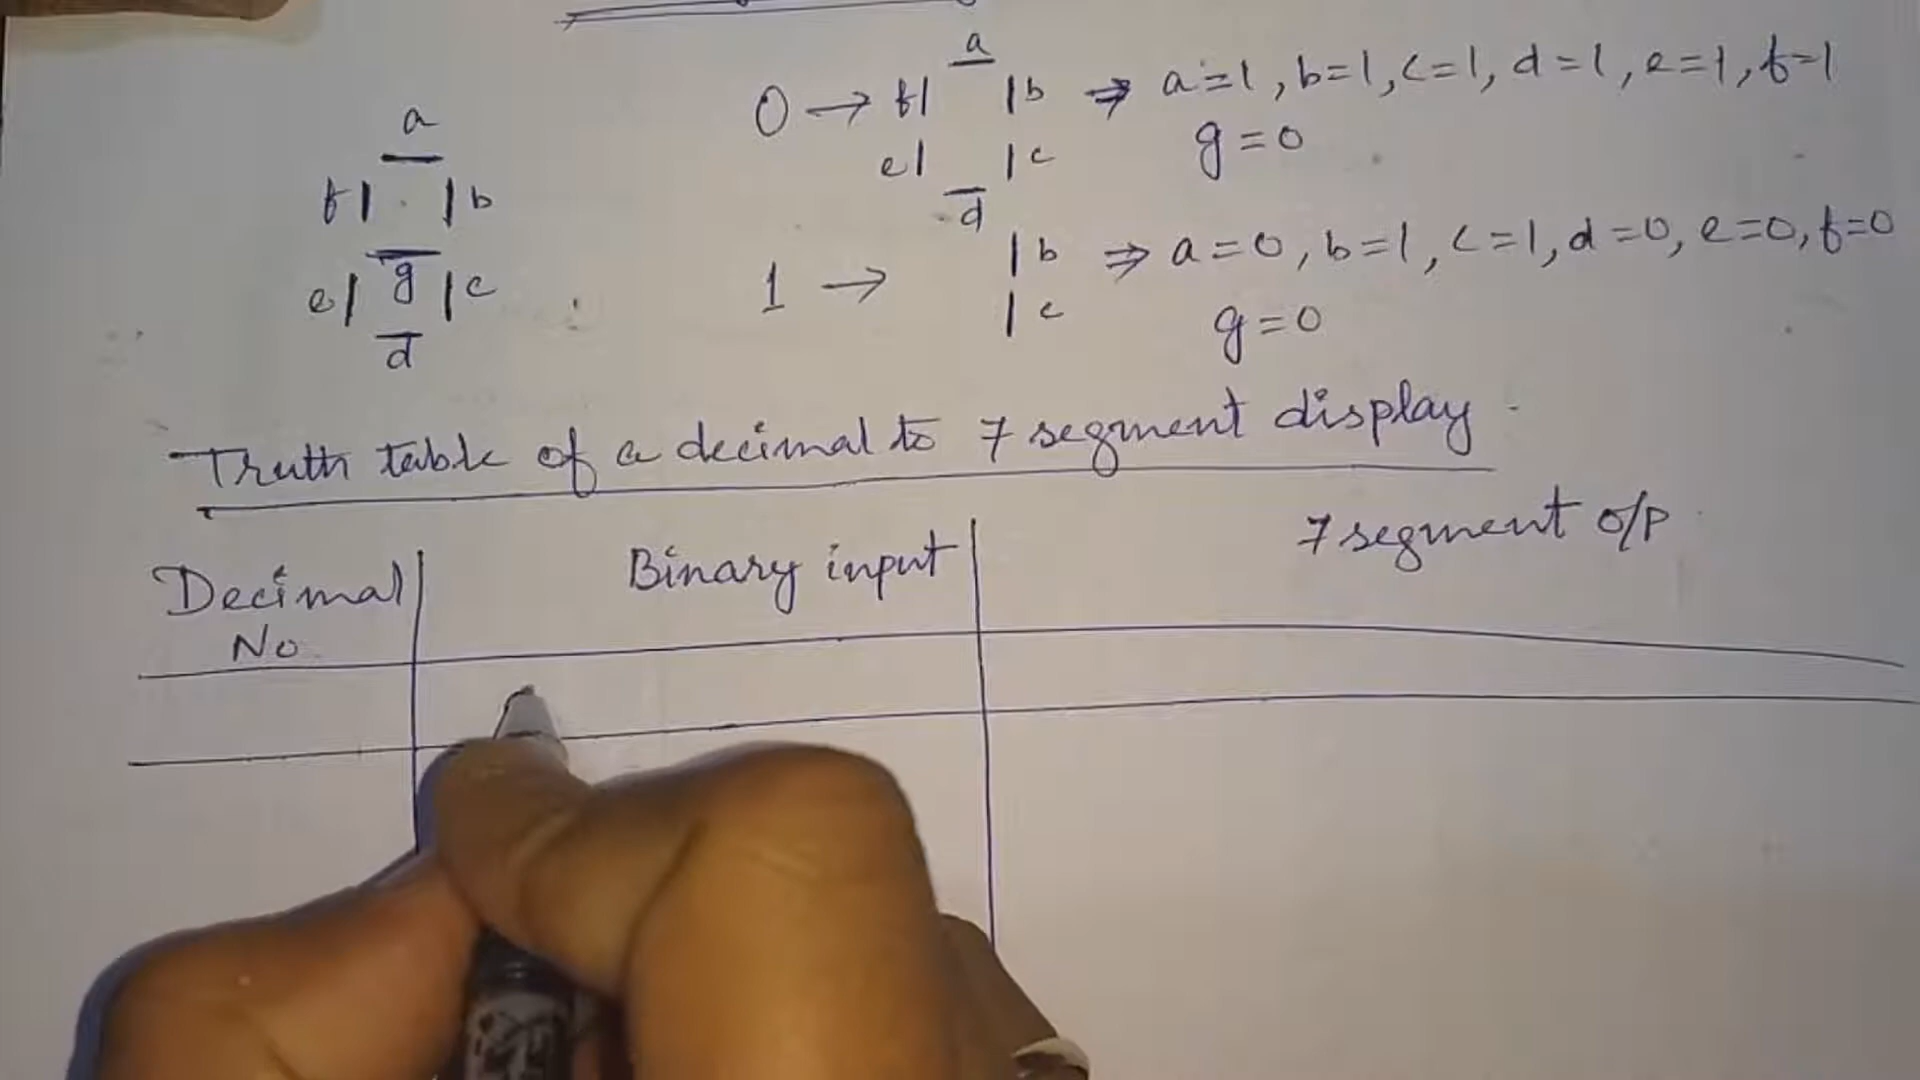 a
f b
g
e c
d
a
0 → f b ⇒ a=1, b=1, c=1, d=1, e=1, f=1
e c g=0
d
1 → b ⇒ a=0, b=1, c=1, d=0, e=0, f=0
c g=0
Truth table of a decimal to 7 segment display
Decimal No Binary input 7 segment o/p